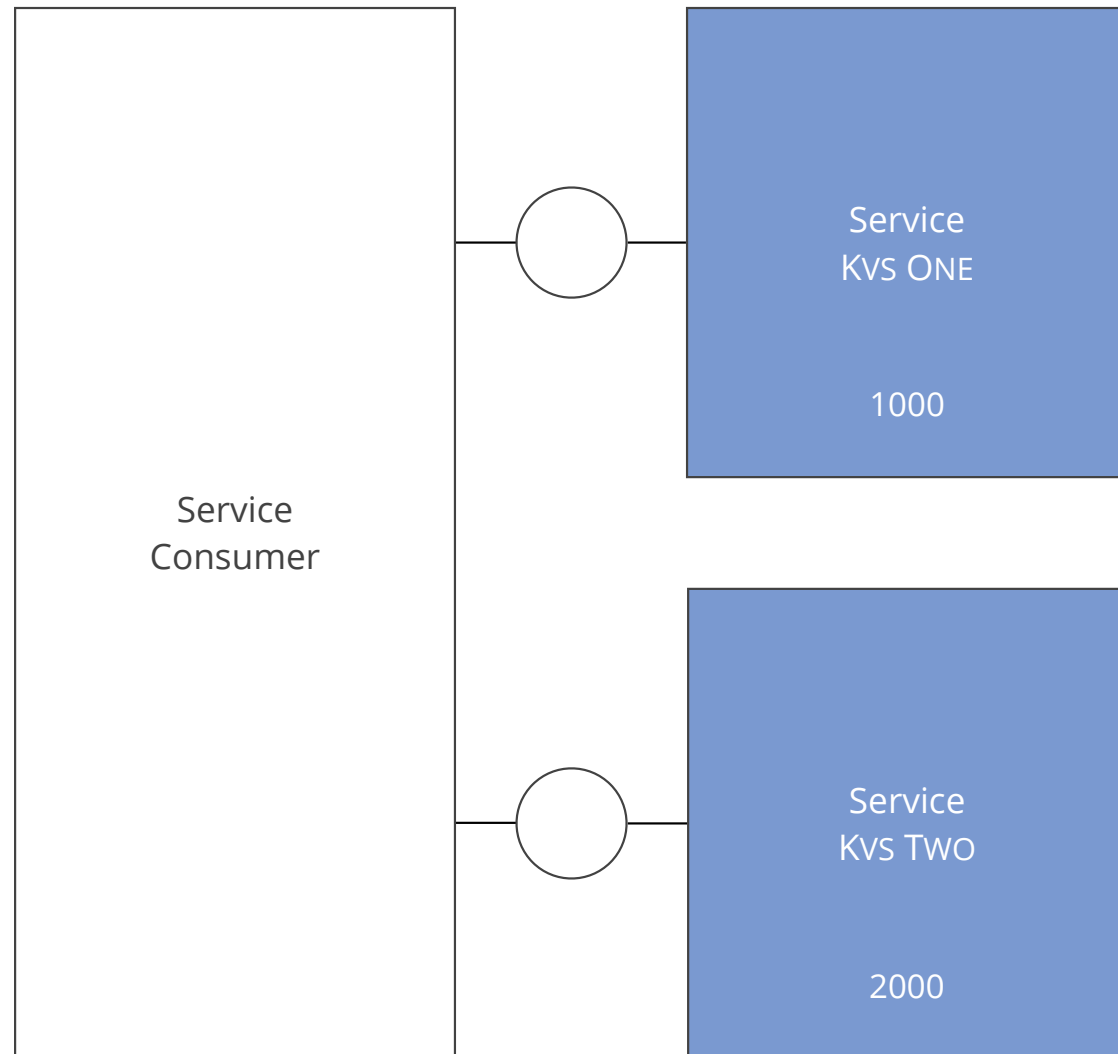 Service
KVS ONE
1000
Service
Consumer
Service
KVS TWO
2000